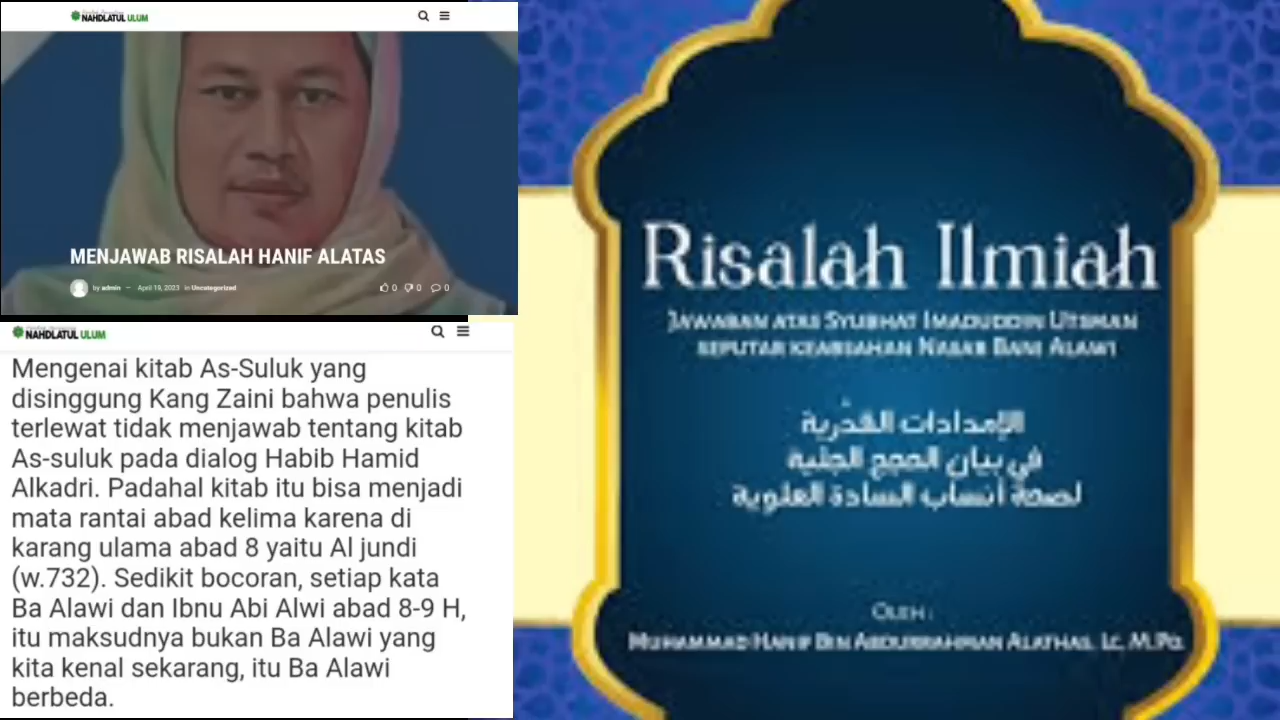 NAHDLATUL ULUM
MENJAWAB RISALAH HANIF ALATAS
by admin — April 19, 2023 in Uncategorized
0 0 0
NAHDLATUL ULUM
Mengenai kitab As-Suluk yang
disinggung Kang Zaini bahwa penulis
terlewat tidak menjawab tentang kitab
As-suluk pada dialog Habib Hamid
Alkadri. Padahal kitab itu bisa menjadi
mata rantai abad kelima karena di
karang ulama abad 8 yaitu Al jundi
(w.732). Sedikit bocoran, setiap kata
Ba Alawi dan Ibnu Abi Alwi abad 8-9 H,
itu maksudnya bukan Ba Alawi yang
kita kenal sekarang, itu Ba Alawi
berbeda.
Risalah Ilmiah
Jawaban atas Syubhat Imaduddin Utsman
seputar keabsahan Nasab Bani Alawi
الإمدادات القدرية
في بيان الحجج الجلية
لصحة أنساب السادة العلوية
Oleh :
Muhammad Hanif Bin Abdurrahman Alathas, Lc, M.Pd.